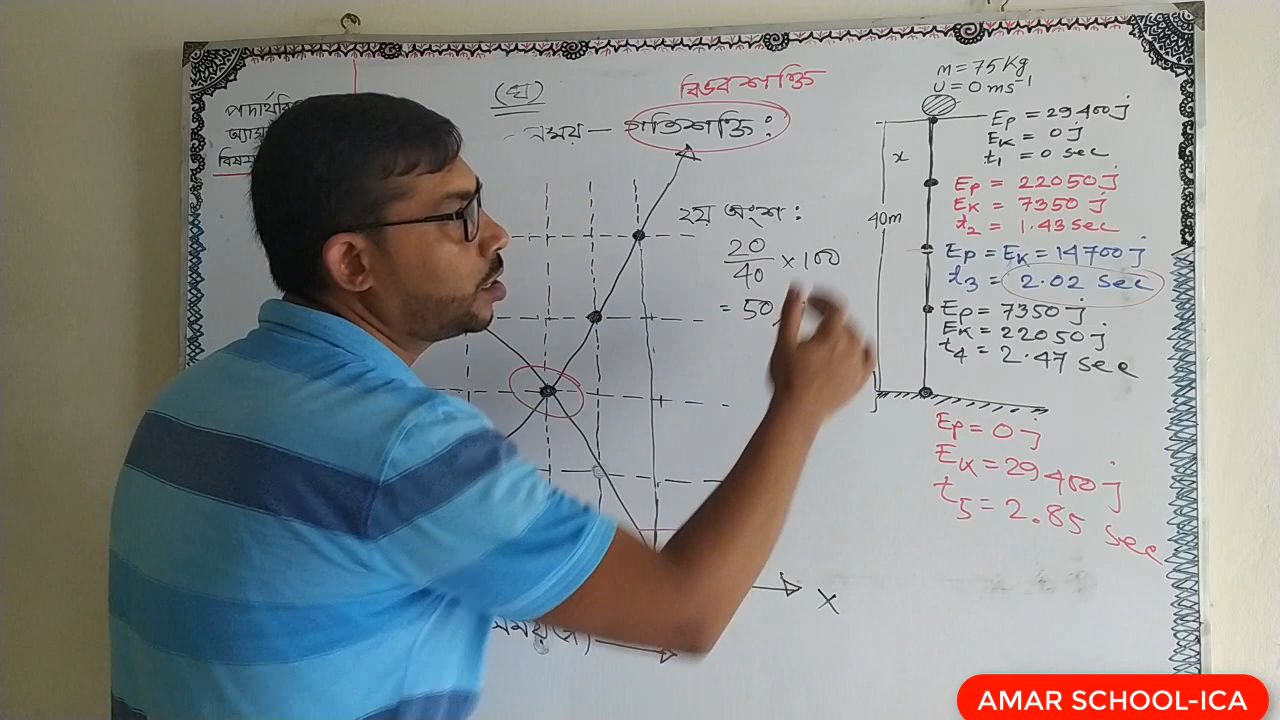 (ঘ)
বিভব শক্তি
সময় — গতিশক্তি :
২য় অংশ :
20/40 × 100
= 50
X
m = 75 Kg
U = 0 ms⁻¹
Ep = 29400 j
Ek = 0 j
t1 = 0 sec
x
Ep = 22050 j
Ek = 7350 j
t2 = 1.43 sec
40m
Ep = Ek = 14700 j
t3 = 2.02 sec
Ep = 7350 j
Ek = 22050 j
t4 = 2.47 sec
Ep = 0 j
Ek = 29400 j
t5 = 2.85 sec
AMAR SCHOOL-ICA